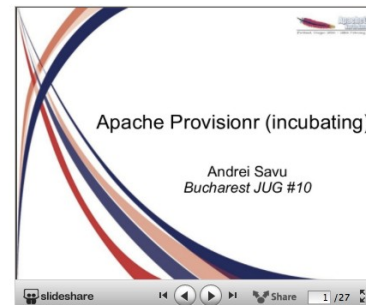 Apache Provisionr (incubating)
Andrei Savu
Bucharest JUG #10
slideshare
Share
1 /27